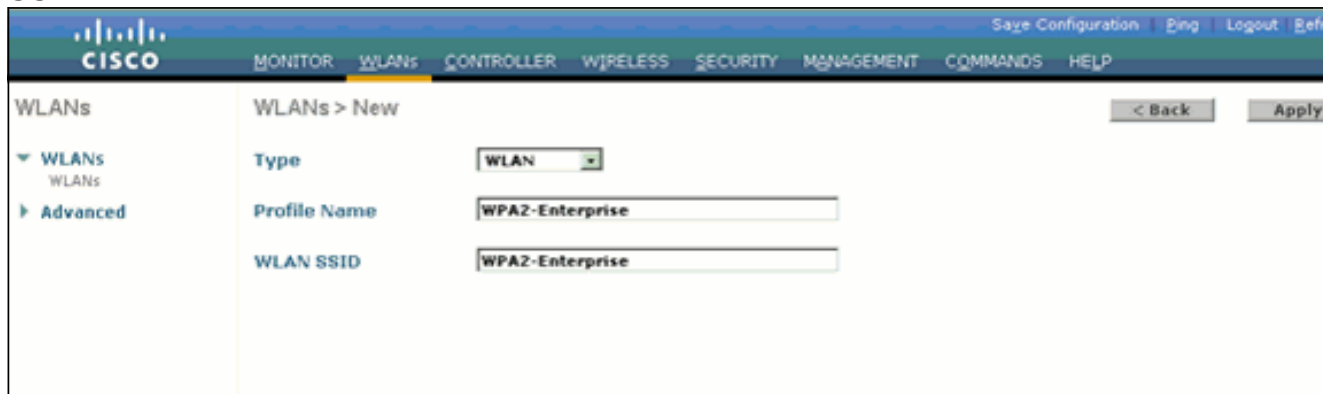 Save Configuration Ping Logout Refr
CISCO MONITOR WLANs CONTROLLER WIRELESS SECURITY MANAGEMENT COMMANDS HELP
WLANs WLANs > New < Back Apply
WLANs Type WLAN
WLANs
Advanced Profile Name WPA2-Enterprise
WLAN SSID WPA2-Enterprise